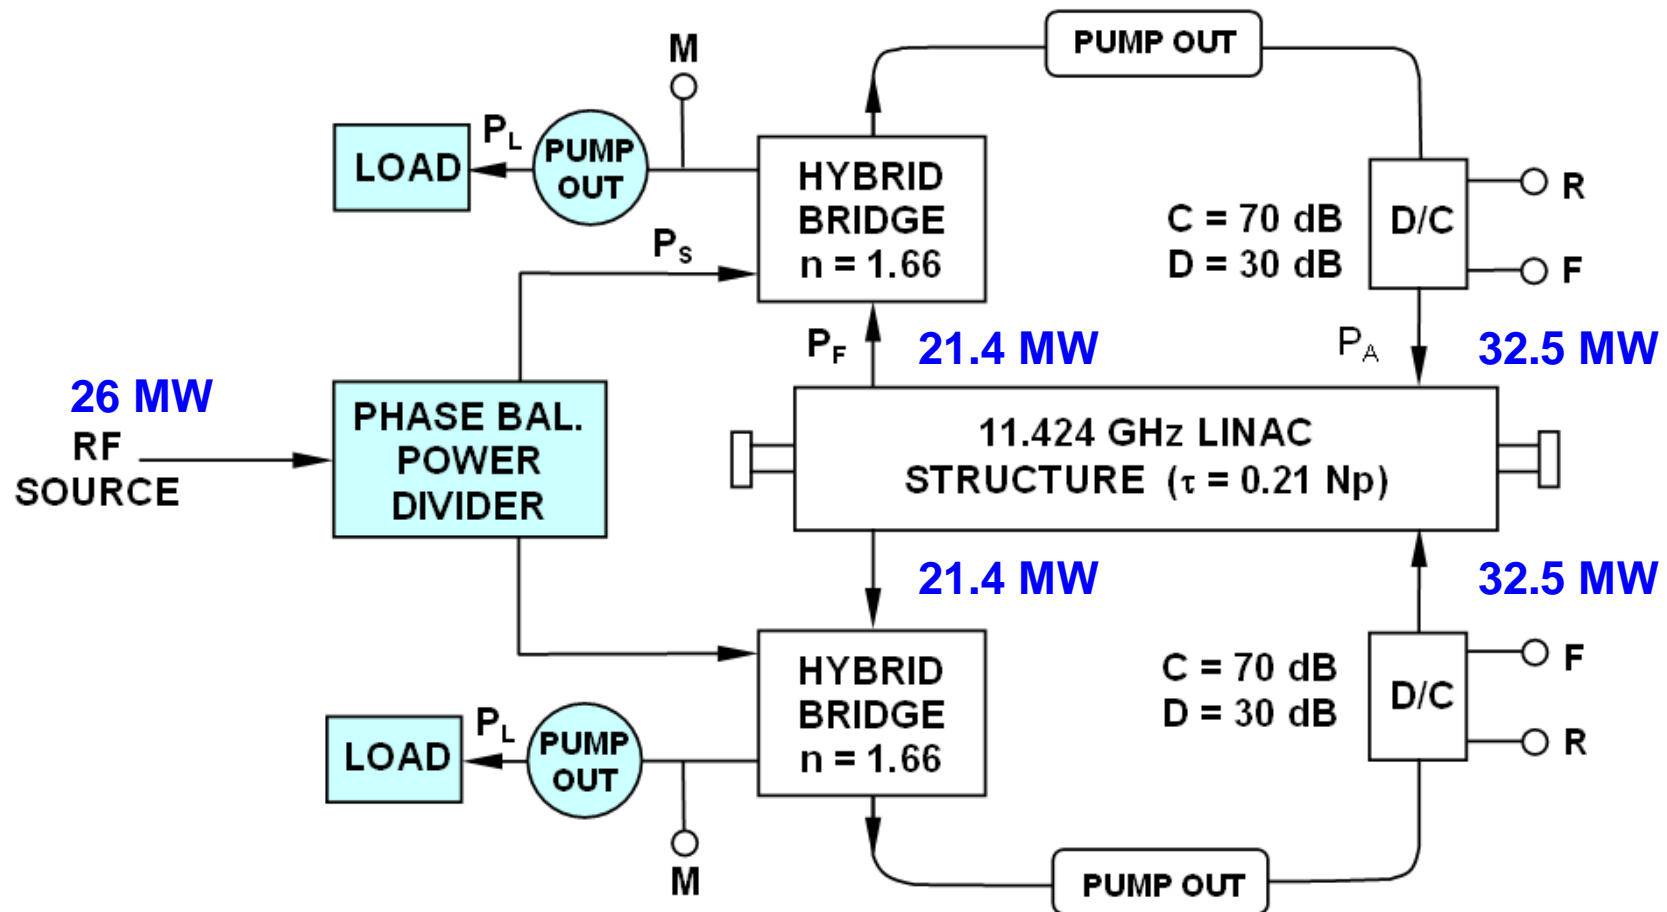 M
PUMP OUT
P_L
LOAD
PUMP
OUT
HYBRID
BRIDGE
n = 1.66
C = 70 dB
D = 30 dB
D/C
R
F
P_S
P_F
21.4 MW
P_A
32.5 MW
26 MW
RF
SOURCE
PHASE BAL.
POWER
DIVIDER
11.424 GHz LINAC
STRUCTURE (τ = 0.21 Np)
21.4 MW
32.5 MW
HYBRID
BRIDGE
n = 1.66
C = 70 dB
D = 30 dB
D/C
F
R
P_L
LOAD
PUMP
OUT
M
PUMP OUT